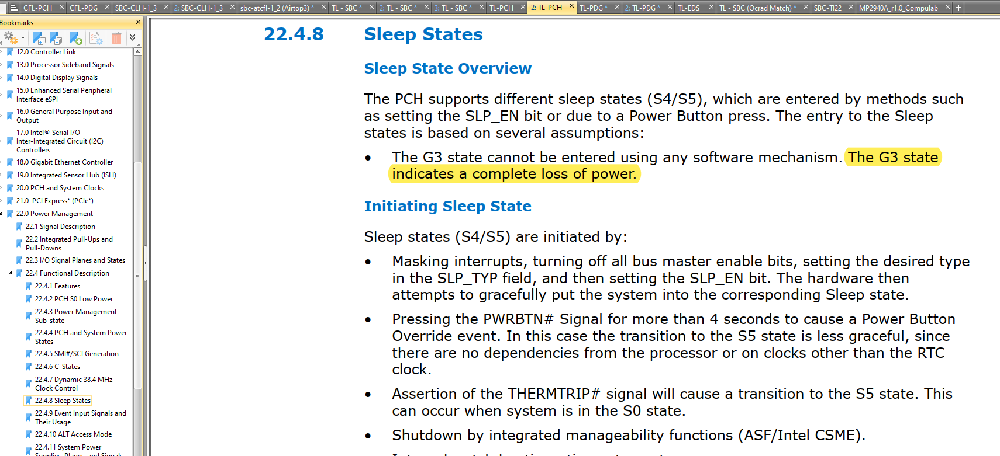 CFL-PCH
CFL-PDG
SBC-CLH-1_3
2: SBC-CLH-1_3
sbc-atcfl-1_2 (Airtop3) *
TL - SBC *
2: TL - SBC *
3: TL - SBC *
TL-PCH
2: TL-PCH
TL-PDG *
2: TL-PDG *
TL-EDS
TL - SBC (Ocrad Match) *
SBC-TI22
MP2940A_r1.0_Compulab
Bookmarks
12.0 Controller Link
13.0 Processor Sideband Signals
14.0 Digital Display Signals
15.0 Enhanced Serial Peripheral
Interface eSPI
16.0 General Purpose Input and
Output
17.0 Intel® Serial I/O
Inter-Integrated Circuit (I2C)
Controllers
18.0 Gigabit Ethernet Controller
19.0 Integrated Sensor Hub (ISH)
20.0 PCH and System Clocks
21.0 PCI Express* (PCIe*)
22.0 Power Management
22.1 Signal Description
22.2 Integrated Pull-Ups and
Pull-Downs
22.3 I/O Signal Planes and States
22.4 Functional Description
22.4.1 Features
22.4.2 PCH S0 Low Power
22.4.3 Power Management
Sub-state
22.4.4 PCH and System Power
States
22.4.5 SMI#/SCI Generation
22.4.6 C-States
22.4.7 Dynamic 38.4 MHz
Clock Control
22.4.8 Sleep States
22.4.9 Event Input Signals and
Their Usage
22.4.10 ALT Access Mode
22.4.11 System Power
Supplies, Planes, and Signals
22.4.8 Sleep States
Sleep State Overview
The PCH supports different sleep states (S4/S5), which are entered by methods such
as setting the SLP_EN bit or due to a Power Button press. The entry to the Sleep
states is based on several assumptions:
• The G3 state cannot be entered using any software mechanism. The G3 state
indicates a complete loss of power.
Initiating Sleep State
Sleep states (S4/S5) are initiated by:
• Masking interrupts, turning off all bus master enable bits, setting the desired type
in the SLP_TYP field, and then setting the SLP_EN bit. The hardware then
attempts to gracefully put the system into the corresponding Sleep state.
• Pressing the PWRBTN# Signal for more than 4 seconds to cause a Power Button
Override event. In this case the transition to the S5 state is less graceful, since
there are no dependencies from the processor or on clocks other than the RTC
clock.
• Assertion of the THERMTRIP# signal will cause a transition to the S5 state. This
can occur when system is in the S0 state.
• Shutdown by integrated manageability functions (ASF/Intel CSME).